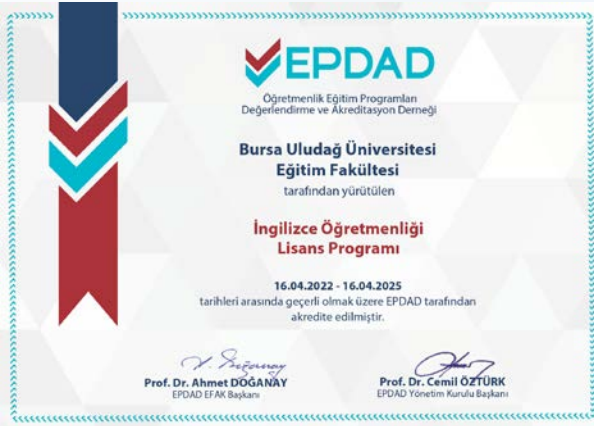 EPDAD
Öğretmenlik Eğitim Programları
Değerlendirme ve Akreditasyon Derneği
Bursa Uludağ Üniversitesi
Eğitim Fakültesi
tarafından yürütülen
İngilizce Öğretmenliği
Lisans Programı
16.04.2022 - 16.04.2025
tarihleri arasında geçerli olmak üzere EPDAD tarafından
akredite edilmiştir.
Prof. Dr. Ahmet DOĞANAY
EPDAD EFAK Başkanı
Prof. Dr. Cemil ÖZTÜRK
EPDAD Yönetim Kurulu Başkanı